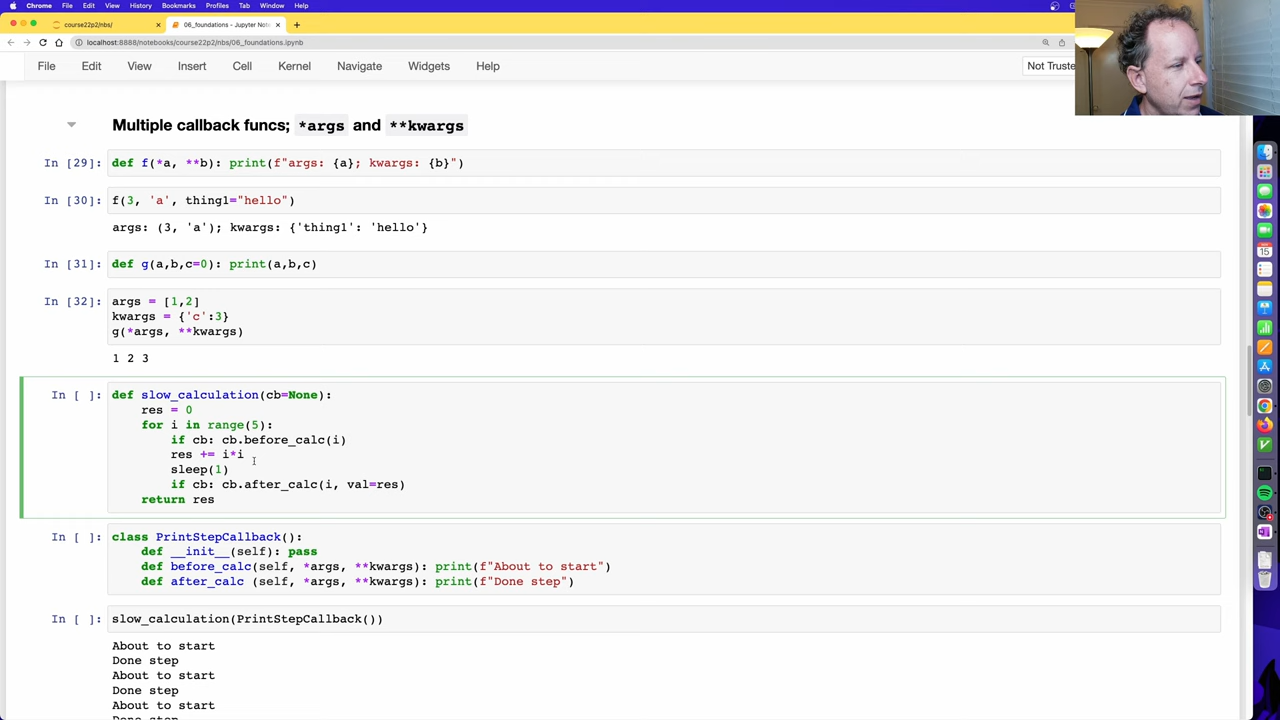 Chrome File Edit View History Bookmarks Profiles Tab Window Help
course22p2/nbs/
06_foundations - Jupyter Not
localhost:8888/notebooks/course22p2/nbs/06_foundations.ipynb
File Edit View Insert Cell Kernel Navigate Widgets Help
Not Truste
Multiple callback funcs; *args and **kwargs
In [29]: def f(*a, **b): print(f"args: {a}; kwargs: {b}")
In [30]: f(3, 'a', thing1="hello")
args: (3, 'a'); kwargs: {'thing1': 'hello'}
In [31]: def g(a,b,c=0): print(a,b,c)
In [32]: args = [1,2]
kwargs = {'c':3}
g(*args, **kwargs)
1 2 3
In [ ]: def slow_calculation(cb=None):
res = 0
for i in range(5):
if cb: cb.before_calc(i)
res += i*i
sleep(1)
if cb: cb.after_calc(i, val=res)
return res
In [ ]: class PrintStepCallback():
def __init__(self): pass
def before_calc(self, *args, **kwargs): print(f"About to start")
def after_calc (self, *args, **kwargs): print(f"Done step")
In [ ]: slow_calculation(PrintStepCallback())
About to start
Done step
About to start
Done step
About to start
Done step